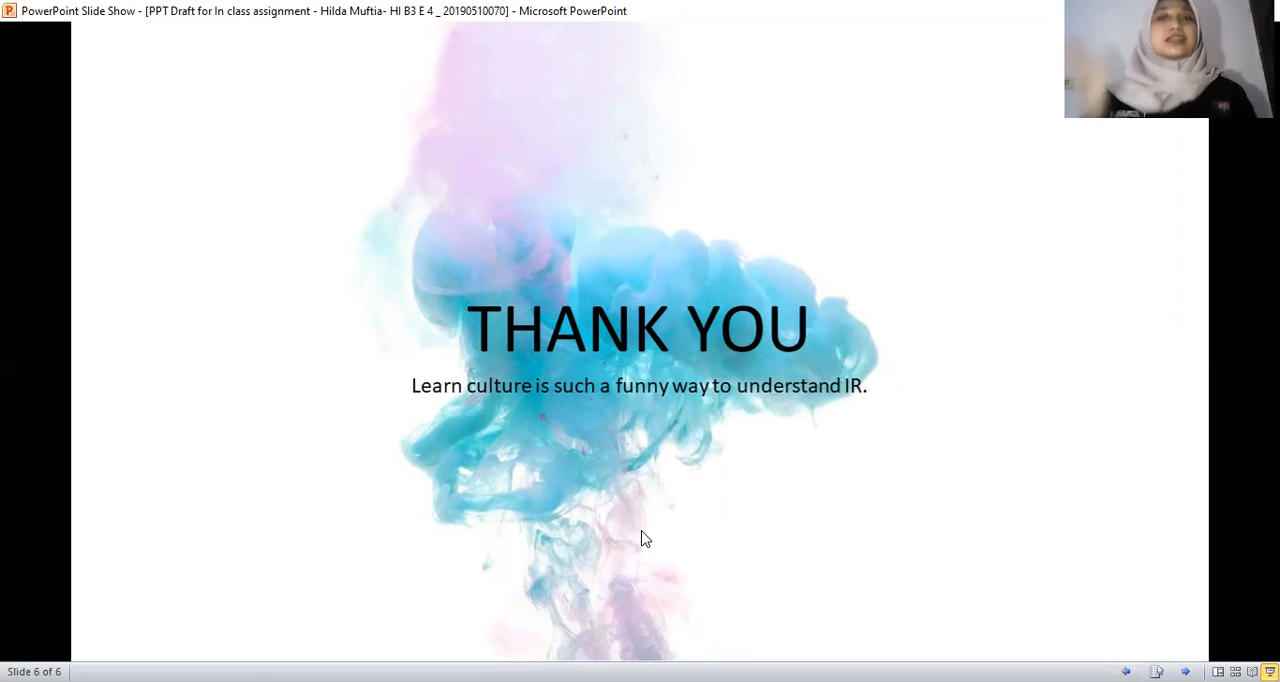 PowerPoint Slide Show - [PPT Draft for In class assignment - Hilda Muftia- HI B3 E 4 _ 20190510070] - Microsoft PowerPoint
THANK YOU
Learn culture is such a funny way to understand IR.
Slide 6 of 6